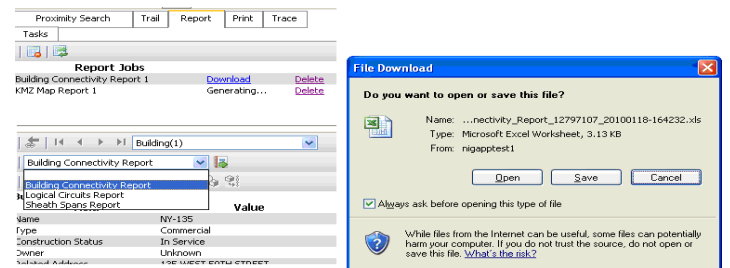 Proximity Search Trail Report Print Trace
Tasks
Report Jobs
Building Connectivity Report 1 Download Delete
KMZ Map Report 1 Generating... Delete
Building(1)
Building Connectivity Report
Building Connectivity Report
Logical Circuits Report
Sheath Spans Report
Value
Name NY-135
Type Commercial
Construction Status In Service
Owner Unknown
Related Address 135 WEST 50TH STREET
File Download
Do you want to open or save this file?
Name: ...nectivity_Report_12797107_20100118-164232.xls
Type: Microsoft Excel Worksheet, 3.13 KB
From: nigapptest1
Open Save Cancel
Always ask before opening this type of file
While files from the Internet can be useful, some files can potentially
harm your computer. If you do not trust the source, do not open or
save this file. What's the risk?